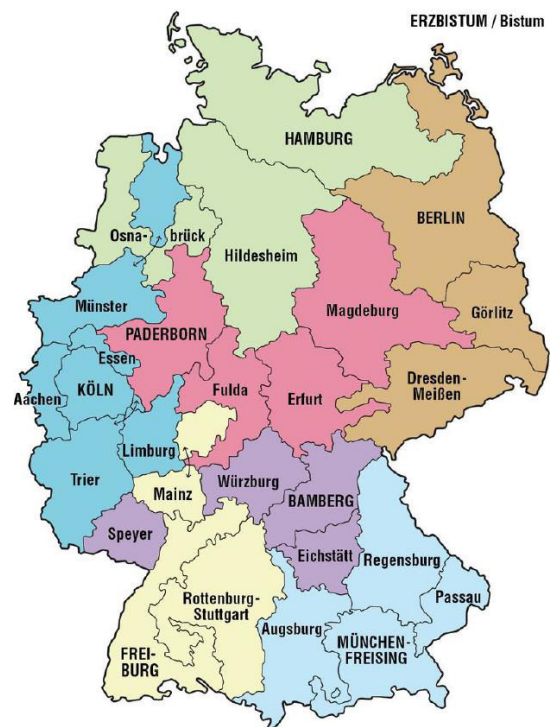 ERZBISTUM / Bistum
HAMBURG
BERLIN
Osna-
brück
Hildesheim
Münster
Magdeburg
Görlitz
PADERBORN
Essen
Dresden-
Meißen
KÖLN
Aachen
Fulda
Erfurt
Limburg
Trier
Mainz
Würzburg
BAMBERG
Speyer
Eichstätt
Regensburg
Rottenburg-
Stuttgart
Passau
Augsburg
MÜNCHEN-
FREISING
FREI-
BURG